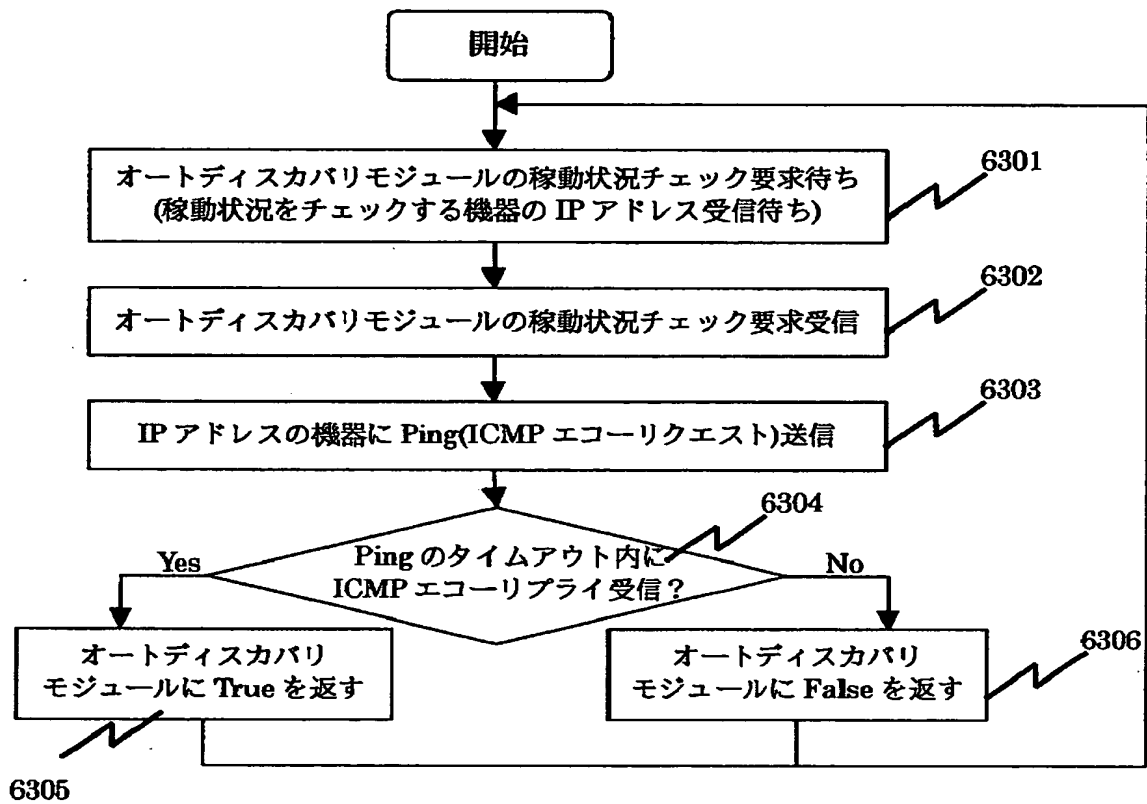 開始
オートディスカバリモジュールの稼動状況チェック要求待ち
(稼動状況をチェックする機器の IP アドレス受信待ち)
6301
オートディスカバリモジュールの稼動状況チェック要求受信
6302
IP アドレスの機器に Ping(ICMP エコーリクエスト)送信
6303
Ping のタイムアウト内に
ICMP エコーリプライ受信？
6304
Yes
No
オートディスカバリ
モジュールに True を返す
6305
オートディスカバリ
モジュールに False を返す
6306